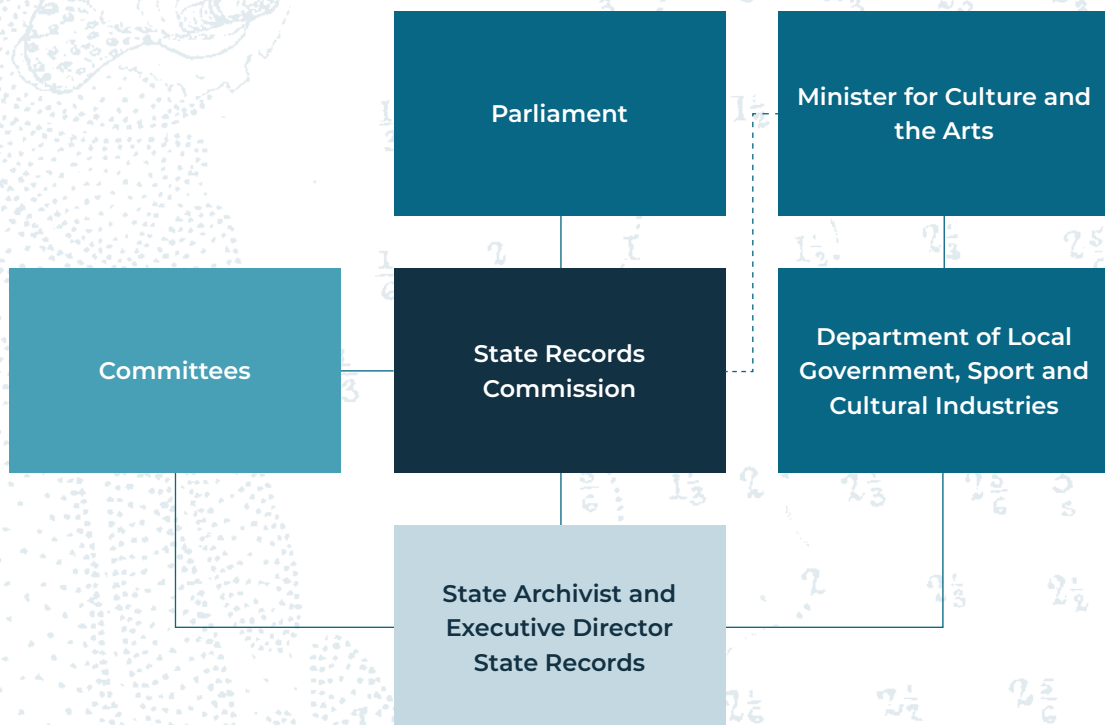 Parliament
Minister for Culture and
the Arts
Committees
State Records
Commission
Department of Local
Government, Sport and
Cultural Industries
State Archivist and
Executive Director
State Records